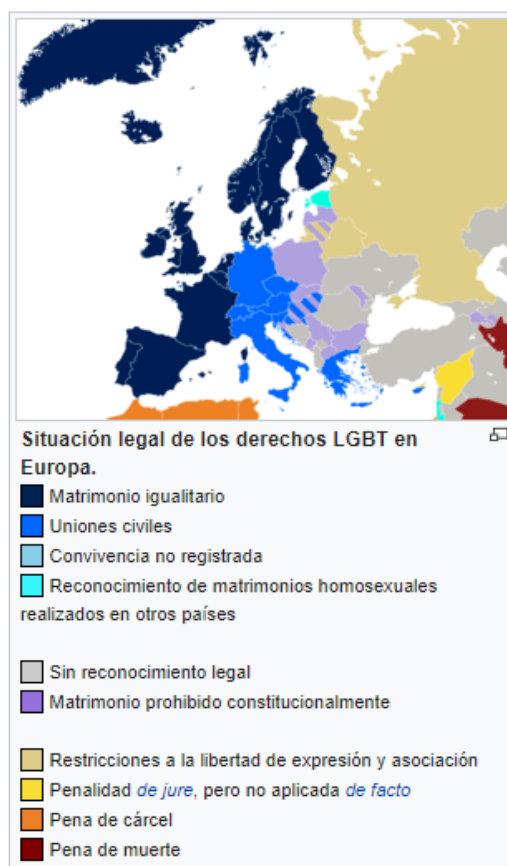 Situación legal de los derechos LGBT en
Europa.
Matrimonio igualitario
Uniones civiles
Convivencia no registrada
Reconocimiento de matrimonios homosexuales
realizados en otros países
Sin reconocimiento legal
Matrimonio prohibido constitucionalmente
Restricciones a la libertad de expresión y asociación
Penalidad de jure, pero no aplicada de facto
Pena de cárcel
Pena de muerte